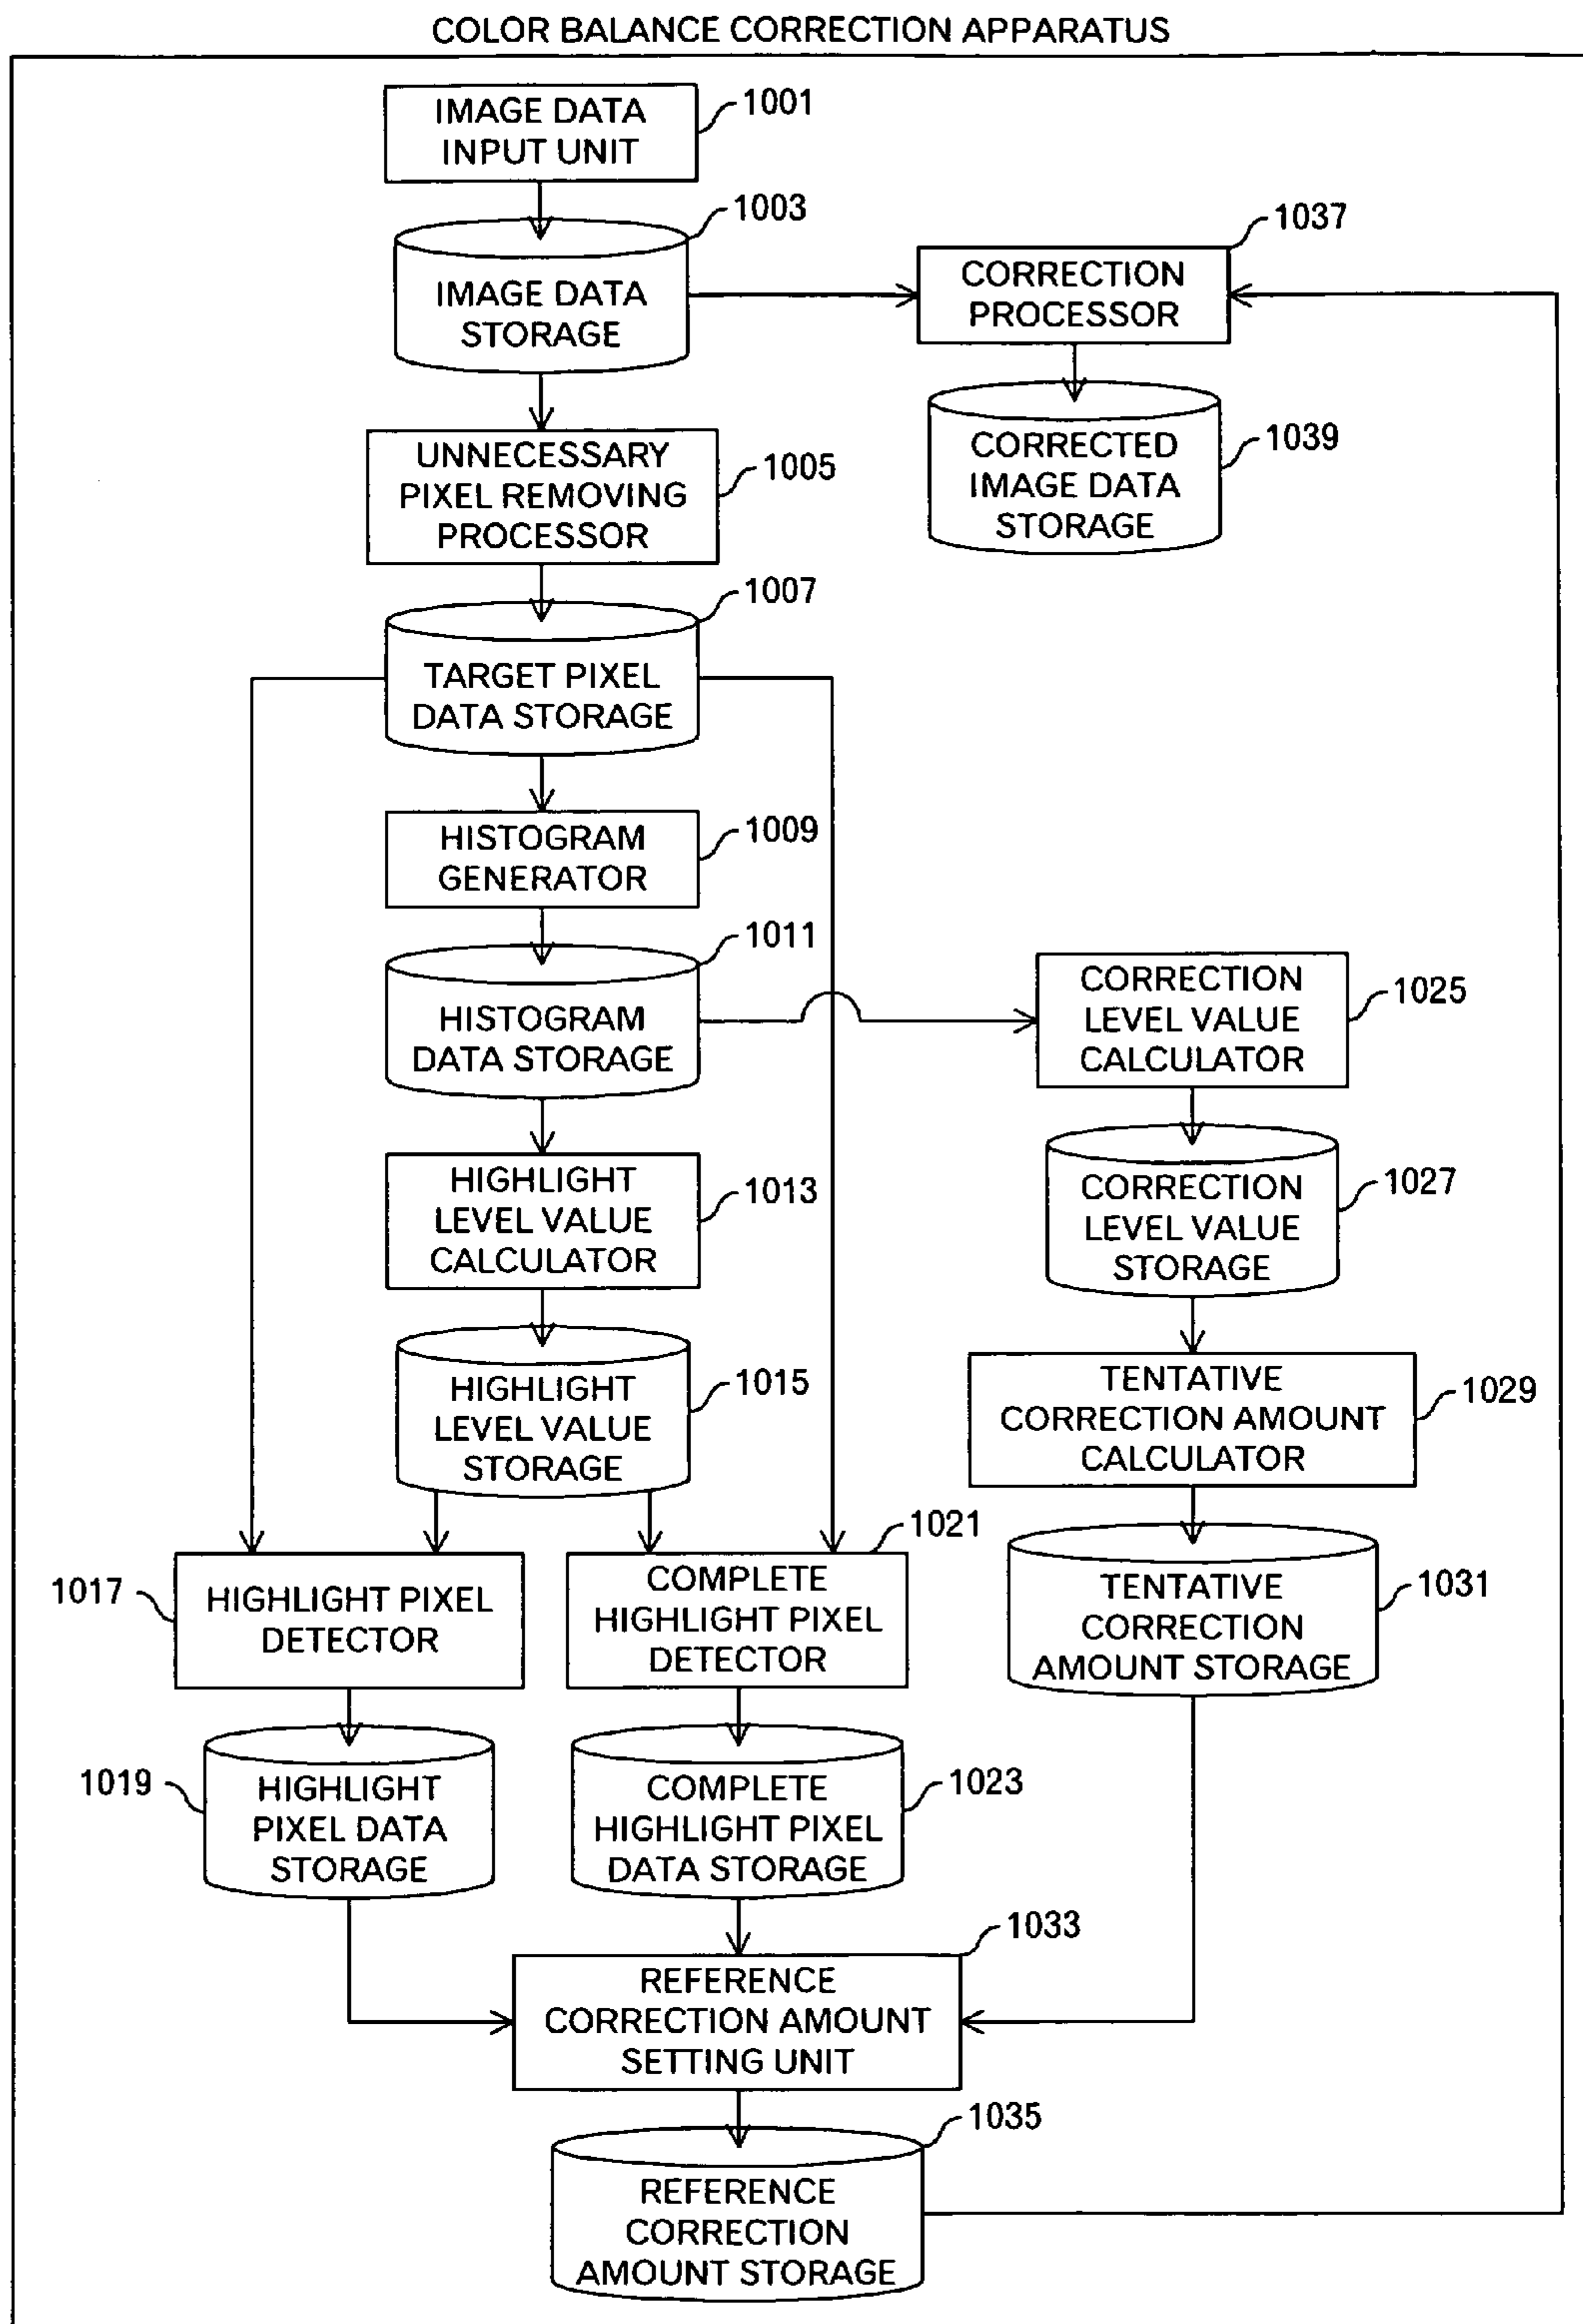 COLOR BALANCE CORRECTION APPARATUS
IMAGE DATA
INPUT UNIT
1001
1003
IMAGE DATA
STORAGE
1037
CORRECTION
PROCESSOR
UNNECESSARY
PIXEL REMOVING
PROCESSOR
1005
CORRECTED
IMAGE DATA
STORAGE
1039
1007
TARGET PIXEL
DATA STORAGE
HISTOGRAM
GENERATOR
1009
1011
HISTOGRAM
DATA STORAGE
CORRECTION
LEVEL VALUE
CALCULATOR
1025
HIGHLIGHT
LEVEL VALUE
CALCULATOR
1013
CORRECTION
LEVEL VALUE
STORAGE
1027
HIGHLIGHT
LEVEL VALUE
STORAGE
1015
TENTATIVE
CORRECTION AMOUNT
CALCULATOR
1029
1017
HIGHLIGHT PIXEL
DETECTOR
1021
COMPLETE
HIGHLIGHT PIXEL
DETECTOR
TENTATIVE
CORRECTION
AMOUNT STORAGE
1031
1019
HIGHLIGHT
PIXEL DATA
STORAGE
COMPLETE
HIGHLIGHT PIXEL
DATA STORAGE
1023
1033
REFERENCE
CORRECTION AMOUNT
SETTING UNIT
1035
REFERENCE
CORRECTION
AMOUNT STORAGE